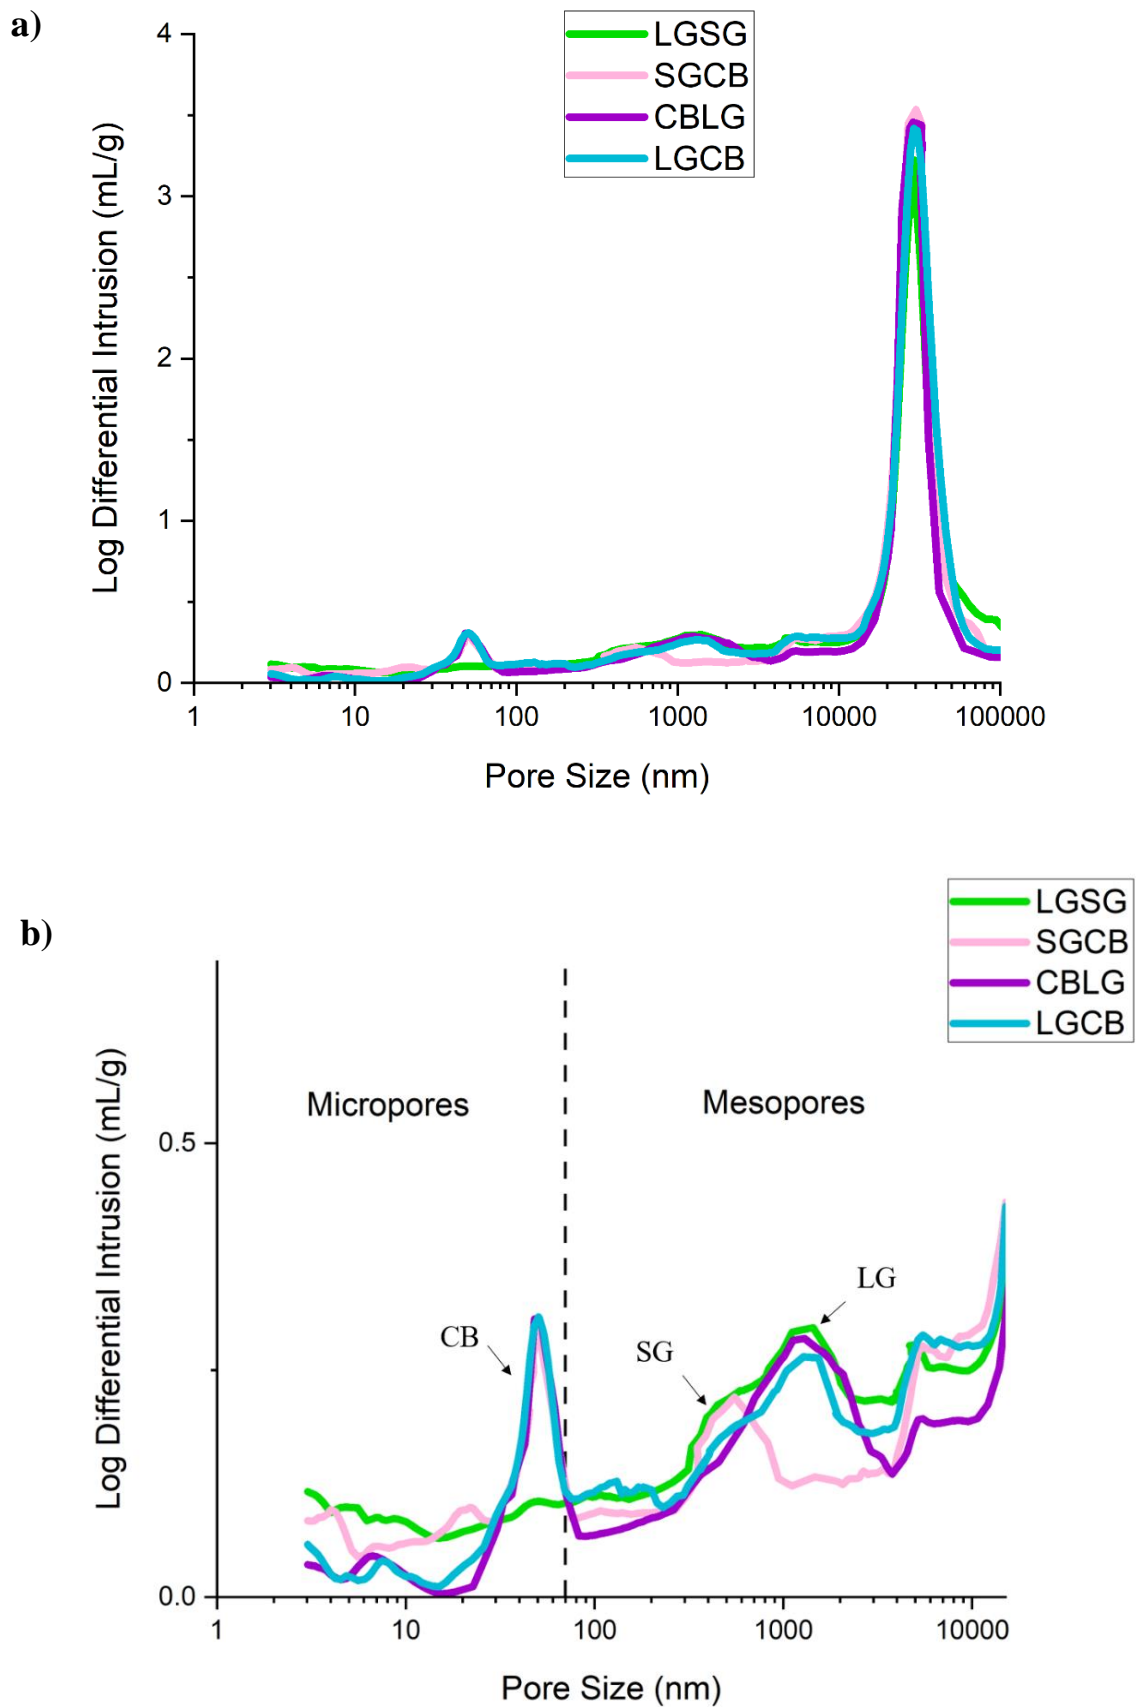 a)
LGSG
SGCB
CBLG
LGCB
Log Differential Intrusion (mL/g)
4
3
2
1
0
1 10 100 1000 10000 100000
Pore Size (nm)
b)
LGSG
SGCB
CBLG
LGCB
Log Differential Intrusion (mL/g)
Micropores Mesopores
0.5
LG
CB SG
0.0
1 10 100 1000 10000
Pore Size (nm)